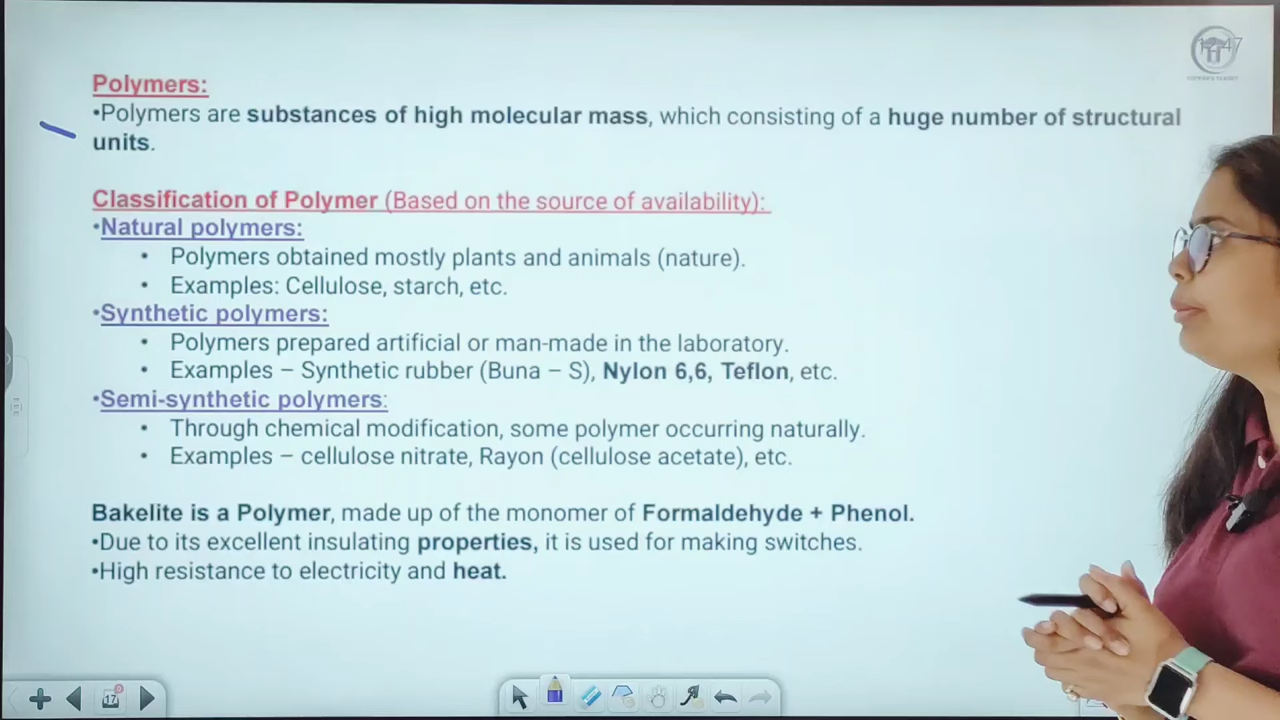 Polymers:
•Polymers are substances of high molecular mass, which consisting of a huge number of structural
units.
Classification of Polymer (Based on the source of availability):
•Natural polymers:
• Polymers obtained mostly plants and animals (nature).
• Examples: Cellulose, starch, etc.
•Synthetic polymers:
• Polymers prepared artificial or man-made in the laboratory.
• Examples – Synthetic rubber (Buna – S), Nylon 6,6, Teflon, etc.
•Semi-synthetic polymers:
• Through chemical modification, some polymer occurring naturally.
• Examples – cellulose nitrate, Rayon (cellulose acetate), etc.
Bakelite is a Polymer, made up of the monomer of Formaldehyde + Phenol.
•Due to its excellent insulating properties, it is used for making switches.
•High resistance to electricity and heat.
17